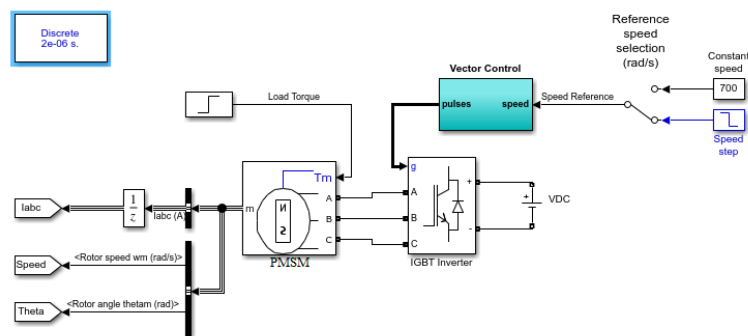 Discrete
2e-06 s.
Reference
speed
selection
(rad/s)
Constant
speed
700
Vector Control
pulses
speed
Speed Reference
Speed
step
Load Torque
Tm
g
A
B
C
m
N
S
A
B
C
+
-
+
VDC
PMSM
IGBT Inverter
Iabc
1
z
Iabc (A)
Speed
<Rotor speed wm (rad/s)>
Theta
<Rotor angle thetam (rad)>